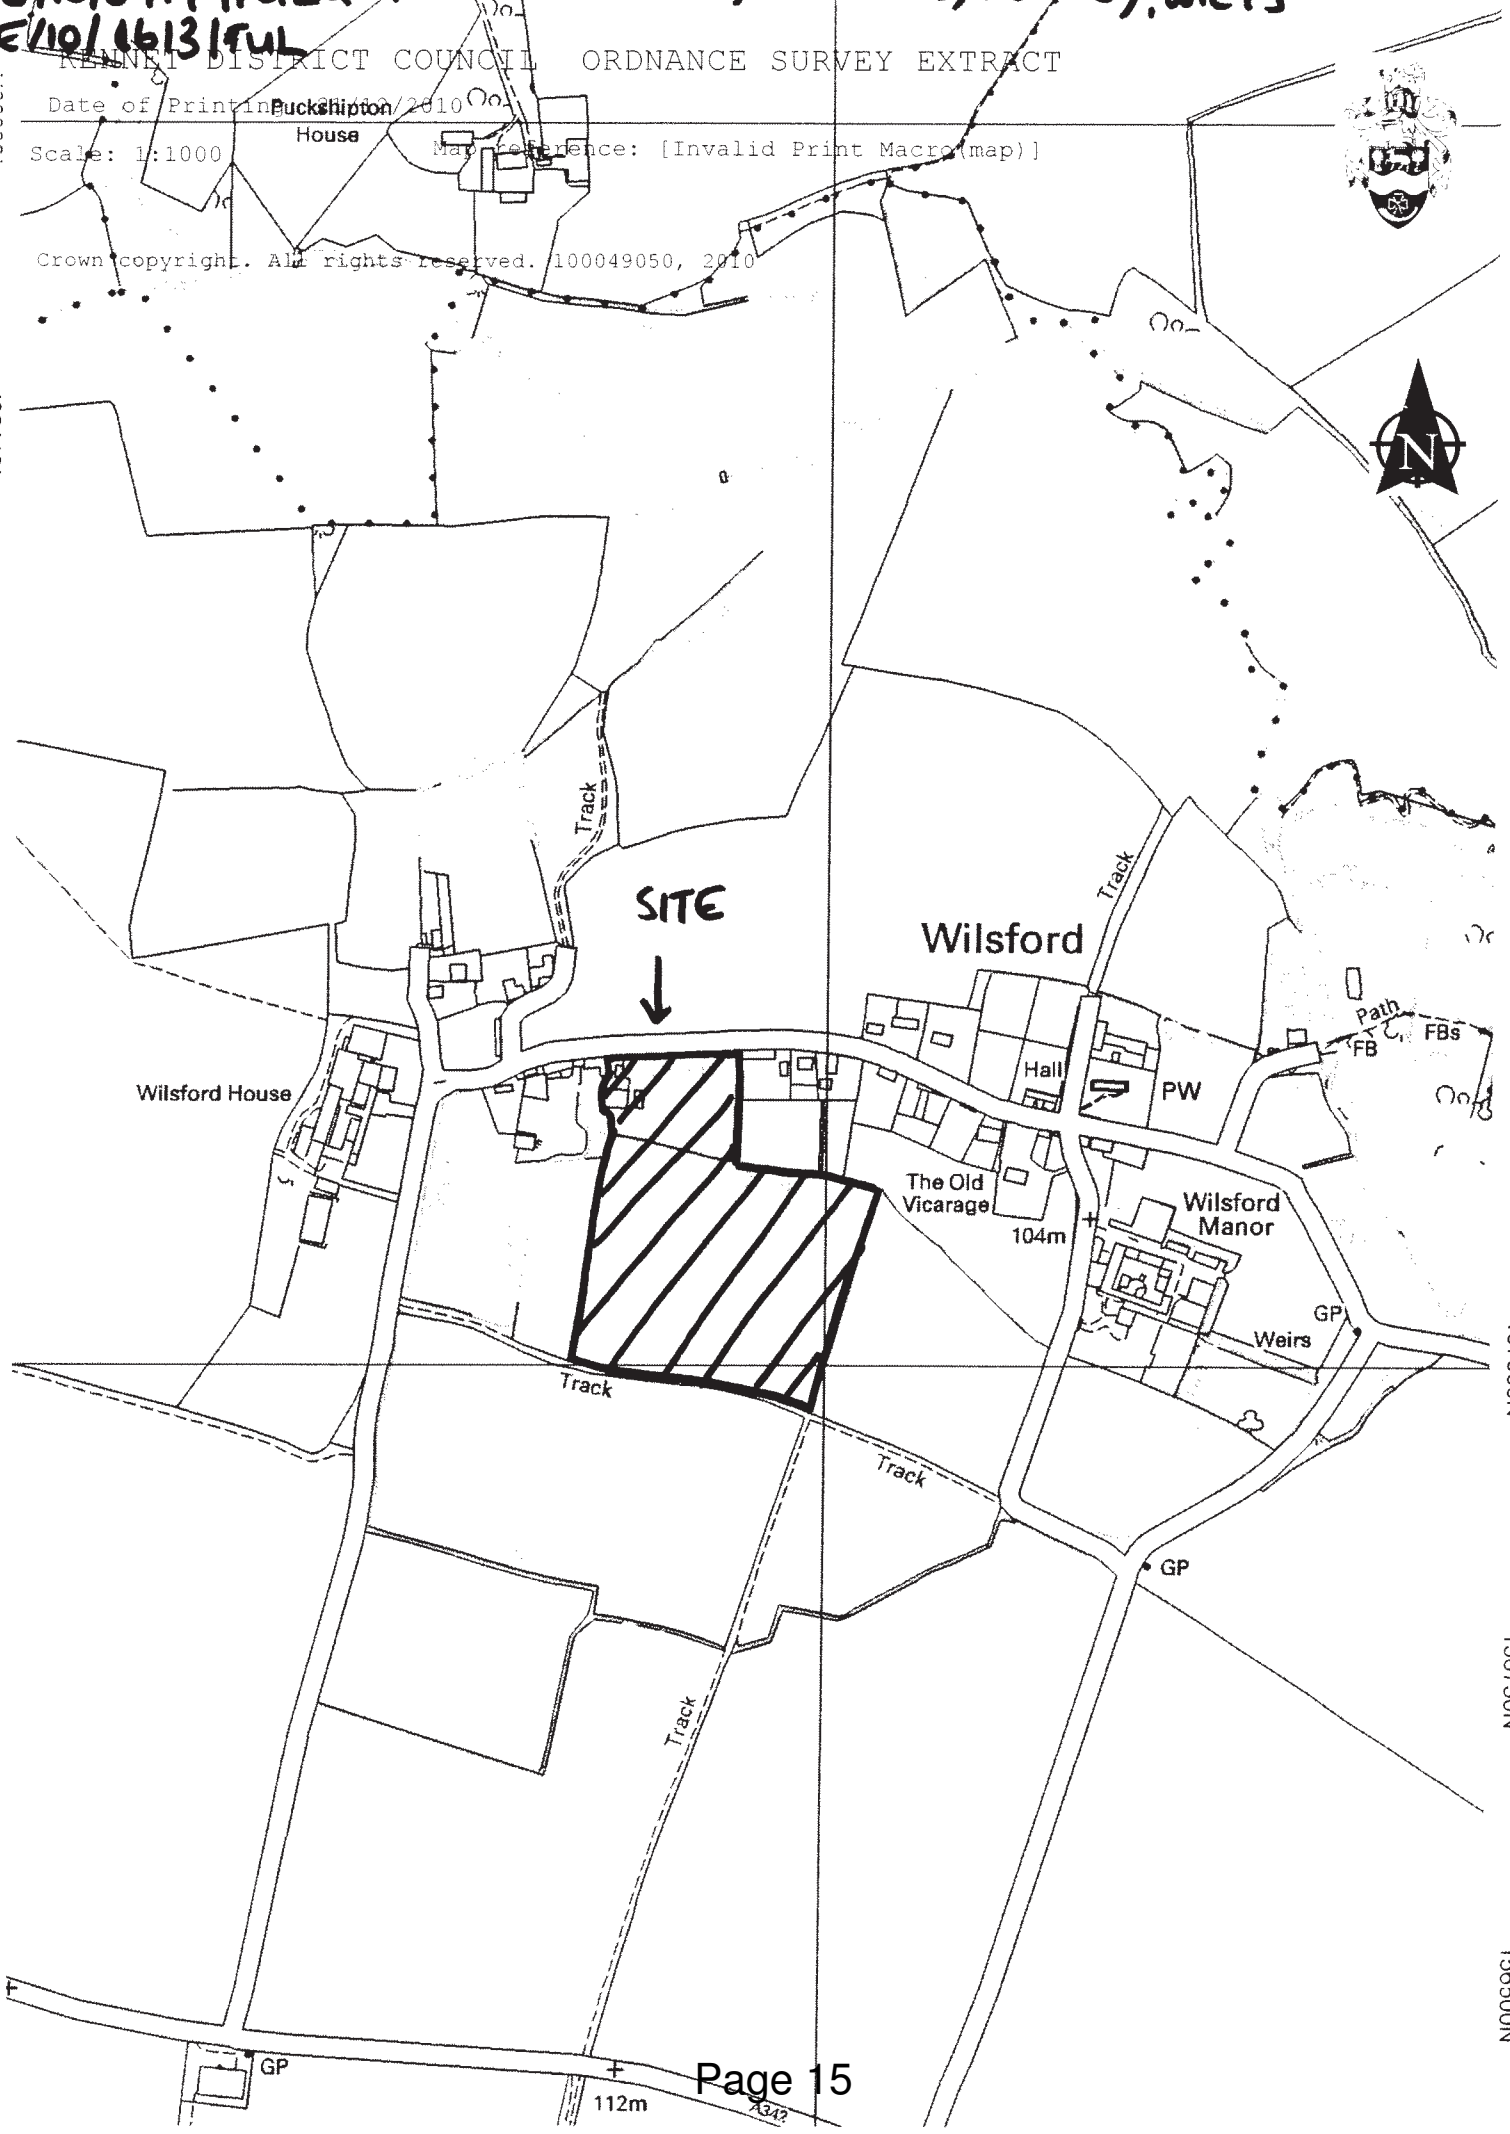 E/10/1613/FUL
KENNET DISTRICT COUNCIL ORDNANCE SURVEY EXTRACT
Date of Printing: /12/2010
Puckshipton
House
Scale: 1:1000
Map reference: [Invalid Print Macro(map)]
Crown copyright. All rights reserved. 100049050, 2010
N
Track
SITE
Wilsford
Track
Path
FBs
FB
Hall
PW
Wilsford House
The Old
Vicarage
Wilsford
Manor
104m
GP
Weirs
Track
Track
GP
Track
GP
112m
A342
Page 15